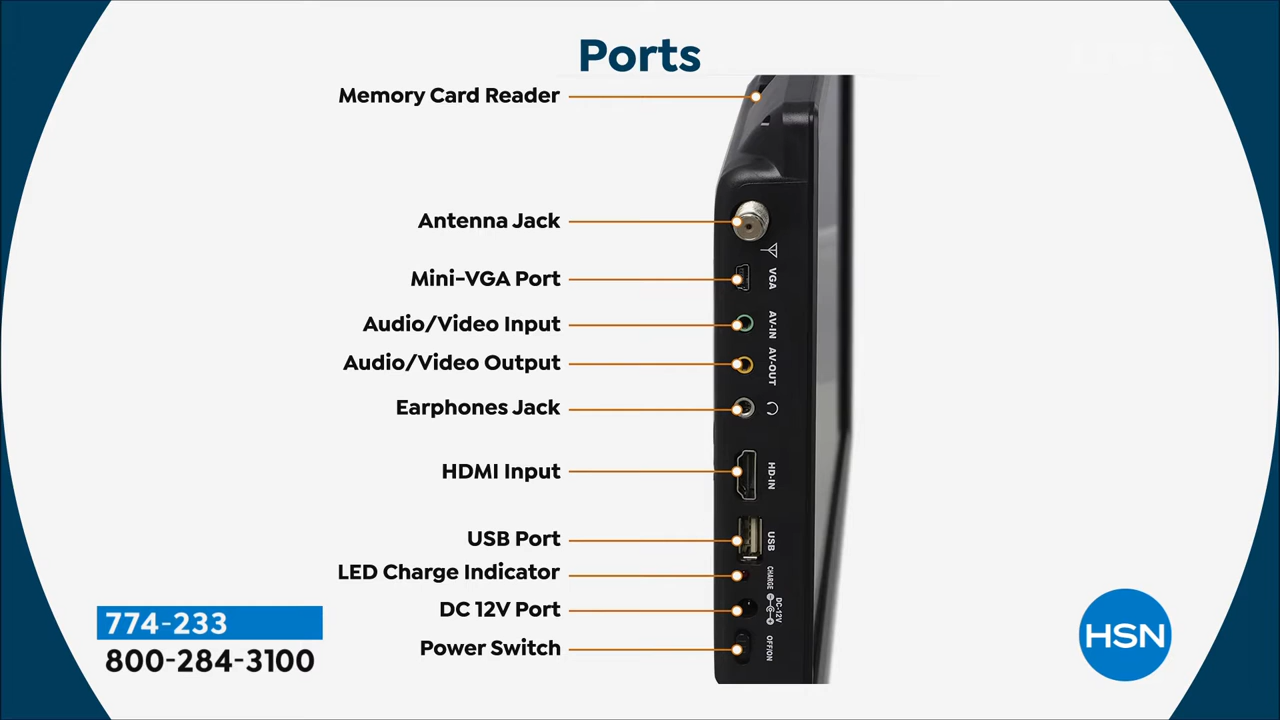 Ports
Memory Card Reader
Antenna Jack
Mini-VGA Port
VGA
Audio/Video Input
AV-IN
Audio/Video Output
AV-OUT
Earphones Jack
HDMI Input
HD-IN
USB Port
USB
LED Charge Indicator
CHARGE
DC 12V Port
DC-12V
Power Switch
OFF/ON
774-233
800-284-3100
HSN